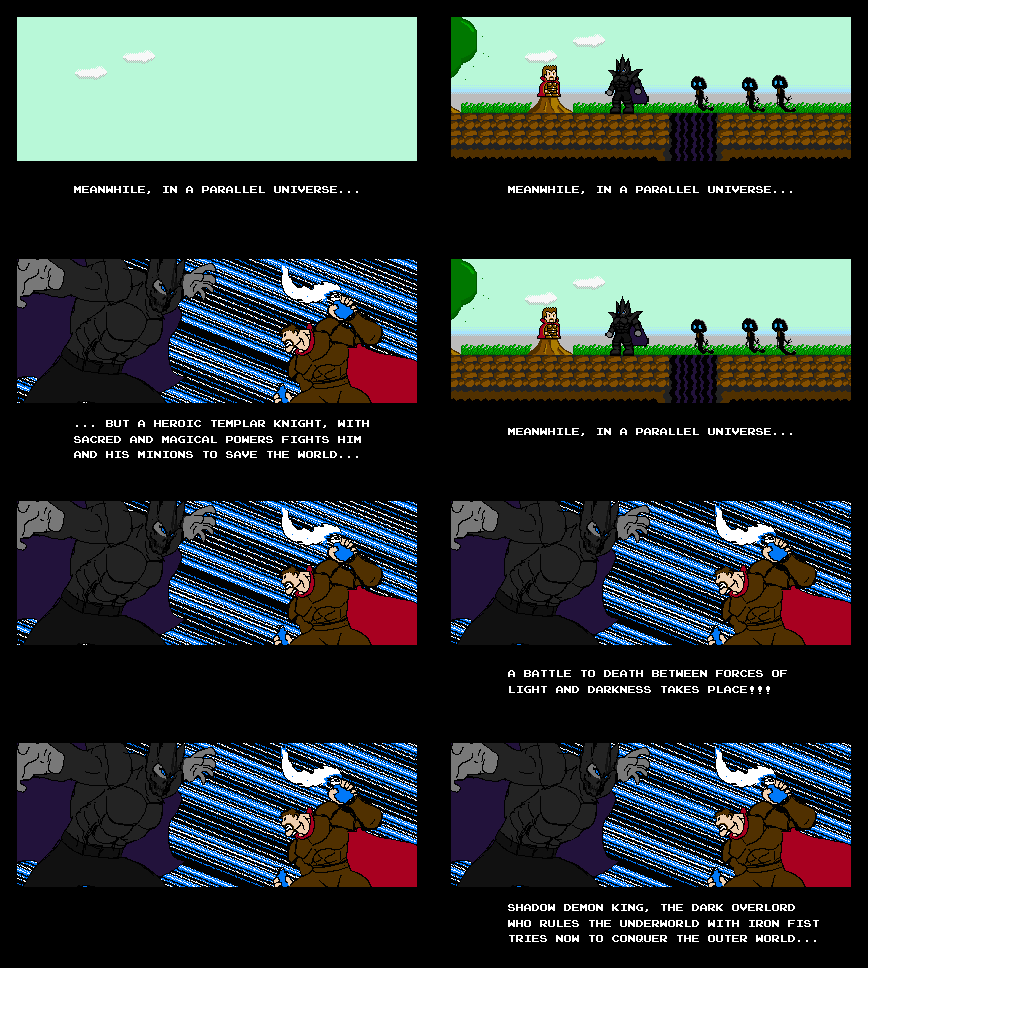 MEANWHILE, IN A PARALLEL UNIVERSE...
MEANWHILE, IN A PARALLEL UNIVERSE...
... BUT A HEROIC TEMPLAR KNIGHT, WITH
SACRED AND MAGICAL POWERS FIGHTS HIM
AND HIS MINIONS TO SAVE THE WORLD...
MEANWHILE, IN A PARALLEL UNIVERSE...
A BATTLE TO DEATH BETWEEN FORCES OF
LIGHT AND DARKNESS TAKES PLACE!!!
SHADOW DEMON KING, THE DARK OVERLORD
WHO RULES THE UNDERWORLD WITH IRON FIST
TRIES NOW TO CONQUER THE OUTER WORLD...